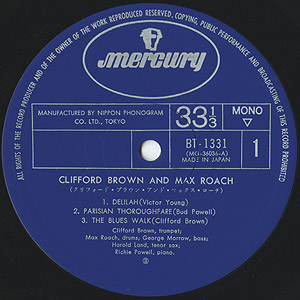 ALL RIGHTS OF THE RECORD PRODUCER AND OF THE OWNER OF THE WORK REPRODUCED RESERVED. COPYING, PUBLIC PERFORMANCE AND BROADCASTING OF THIS RECORD PROHIBITED
mercury
MANUFACTURED BY NIPPON PHONOGRAM
CO. LTD., TOKYO
33 1/3
MONO
▽
1
BT-1331
(MG-36036-A)
MADE IN JAPAN
CLIFFORD BROWN AND MAX ROACH
(クリフォード・ブラウン・アンド・マックス・ローチ)
1. DELILAH(Victor Young)
2. PARISIAN THOROUGHFARE(Bud Powell)
3. THE BLUES WALK(Clifford Brown)
Clifford Brown, trumpet;
Max Roach, drums; George Morrow, bass;
Harold Land, tenor sax;
Richie Powell, piano.